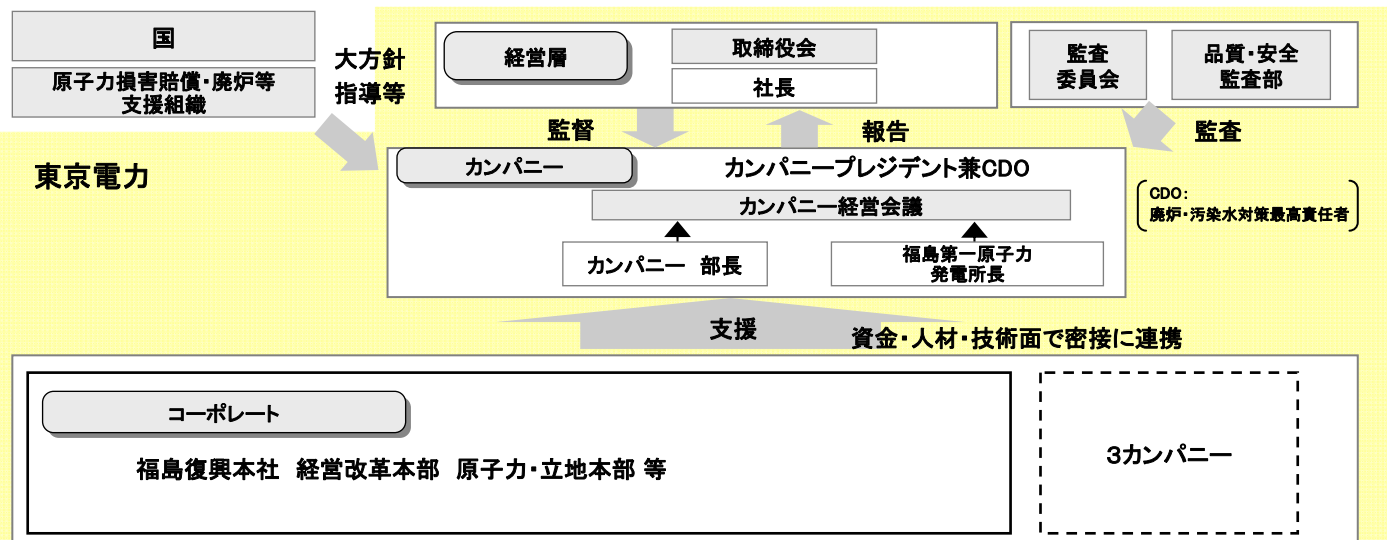 国
原子力損害賠償・廃炉等
支援組織
大方針
指導等
経営層
取締役会
社長
監査
委員会
品質・安全
監査部
監督
報告
監査
東京電力
カンパニー
カンパニープレジデント兼CDO
カンパニー経営会議
カンパニー 部長
福島第一原子力
発電所長
CDO：
廃炉・汚染水対策最高責任者
支援
資金・人材・技術面で密接に連携
コーポレート
福島復興本社 経営改革本部 原子力・立地本部 等
3カンパニー